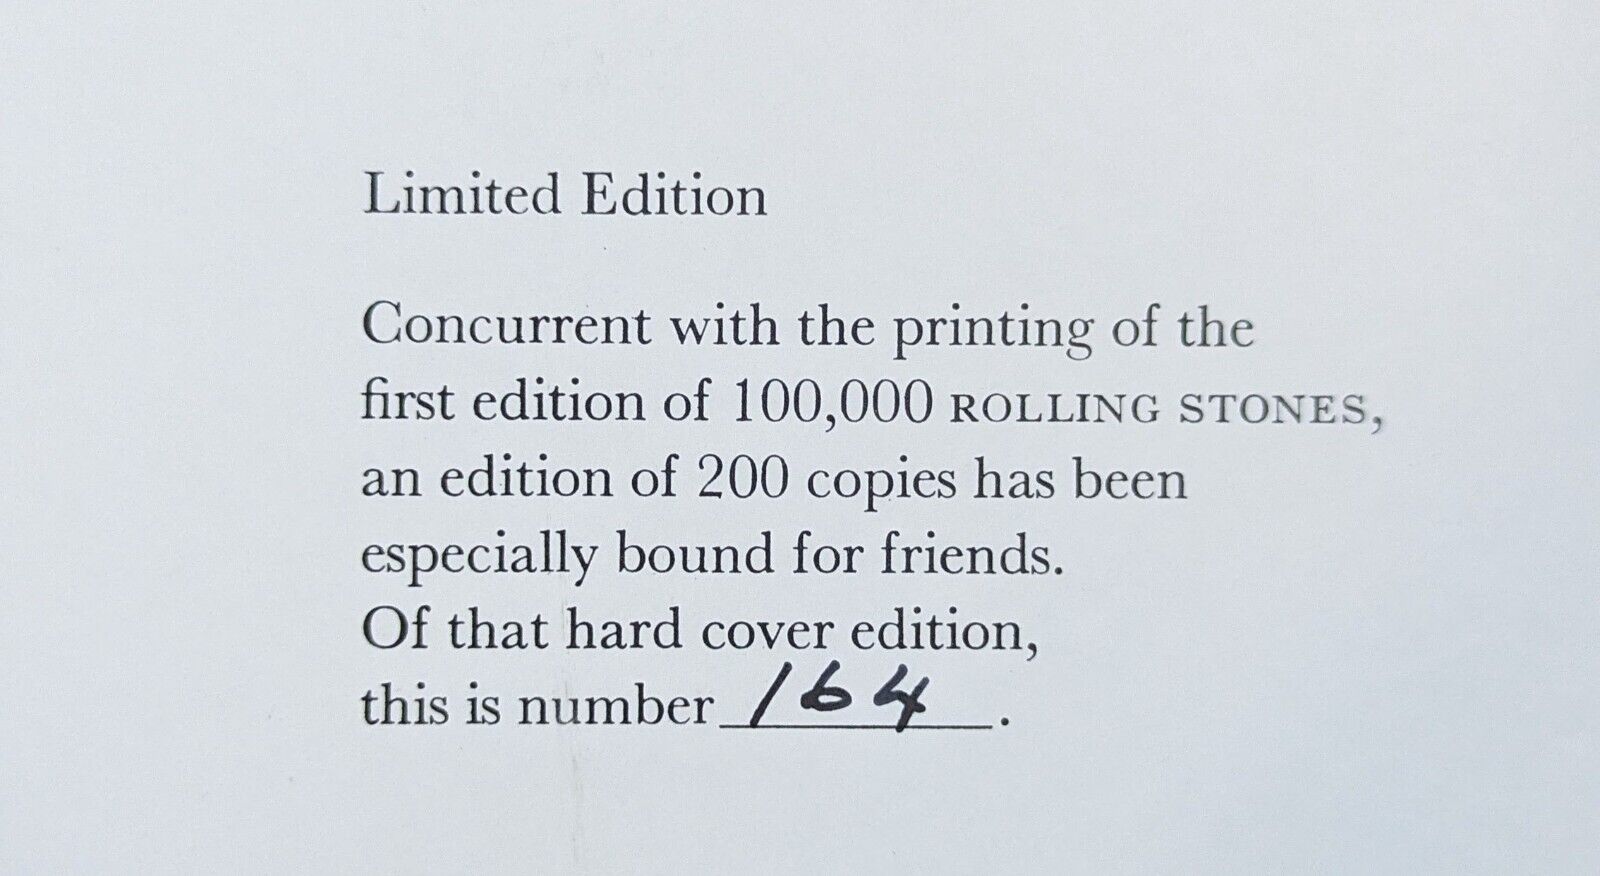 Limited Edition
Concurrent with the printing of the
first edition of 100,000 ROLLING STONES,
an edition of 200 copies has been
especially bound for friends.
Of that hard cover edition,
this is number 164.